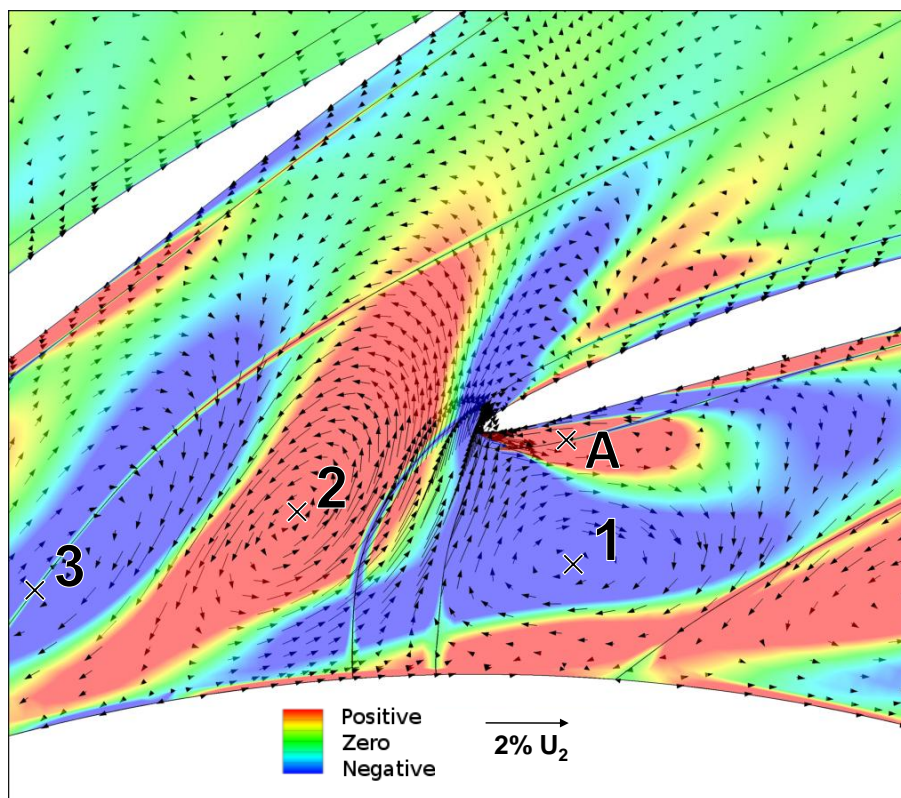 A
2
1
3
Positive
Zero
Negative
2% U₂